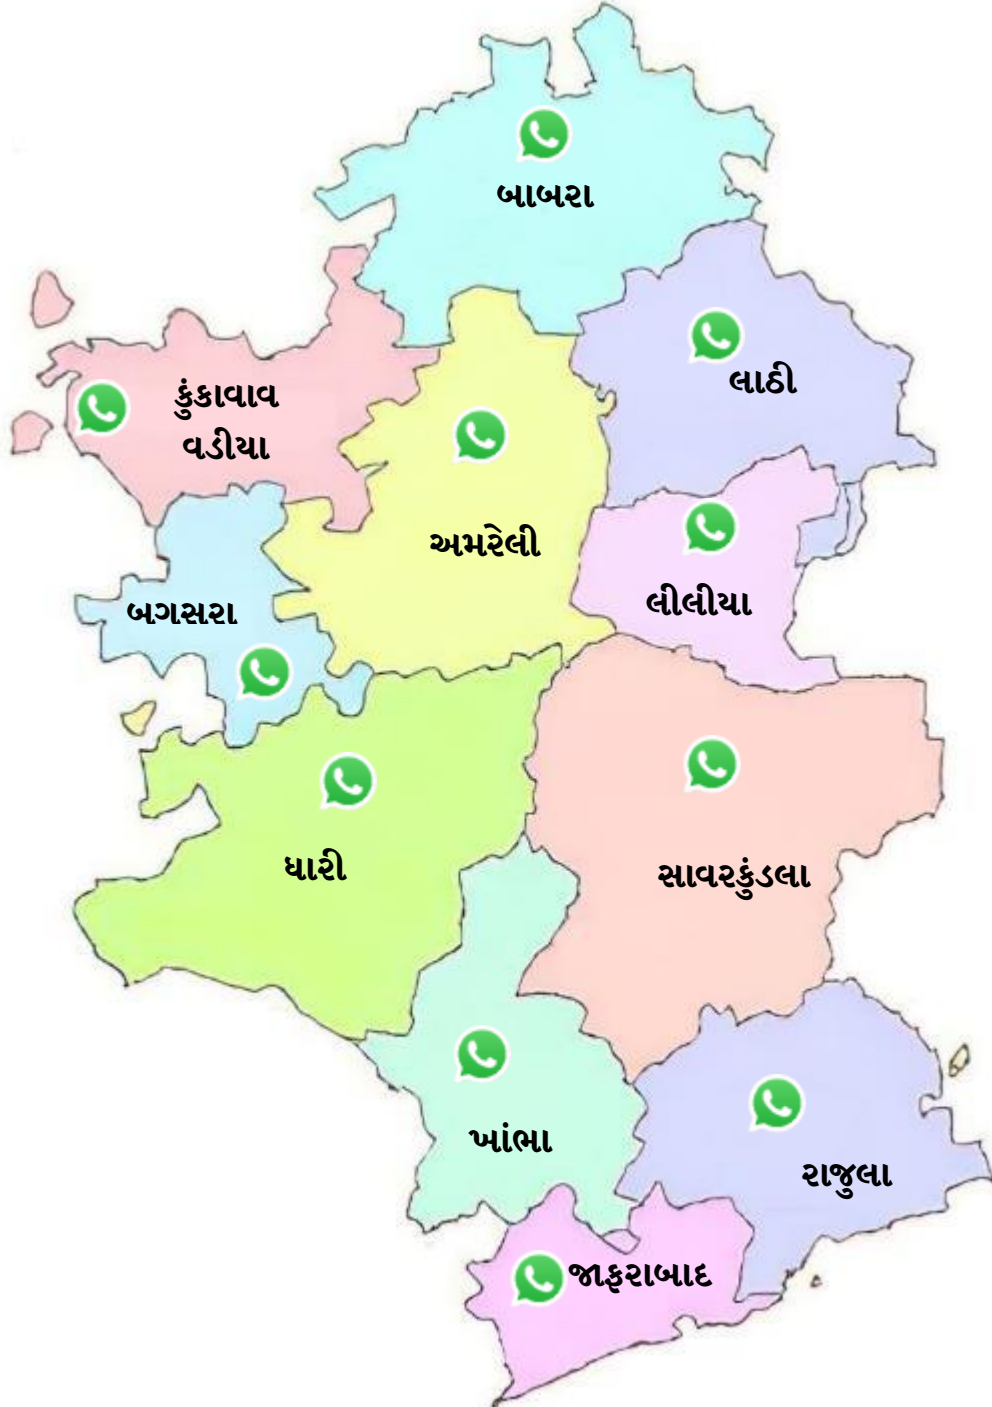 બાબરા
લાઠી
કુંકાવાવ
વડીયા
અમરેલી
લીલીયા
બગસરા
ધારી
સાવરકુંડલા
ખાંભા
રાજુલા
જાફરાબાદ